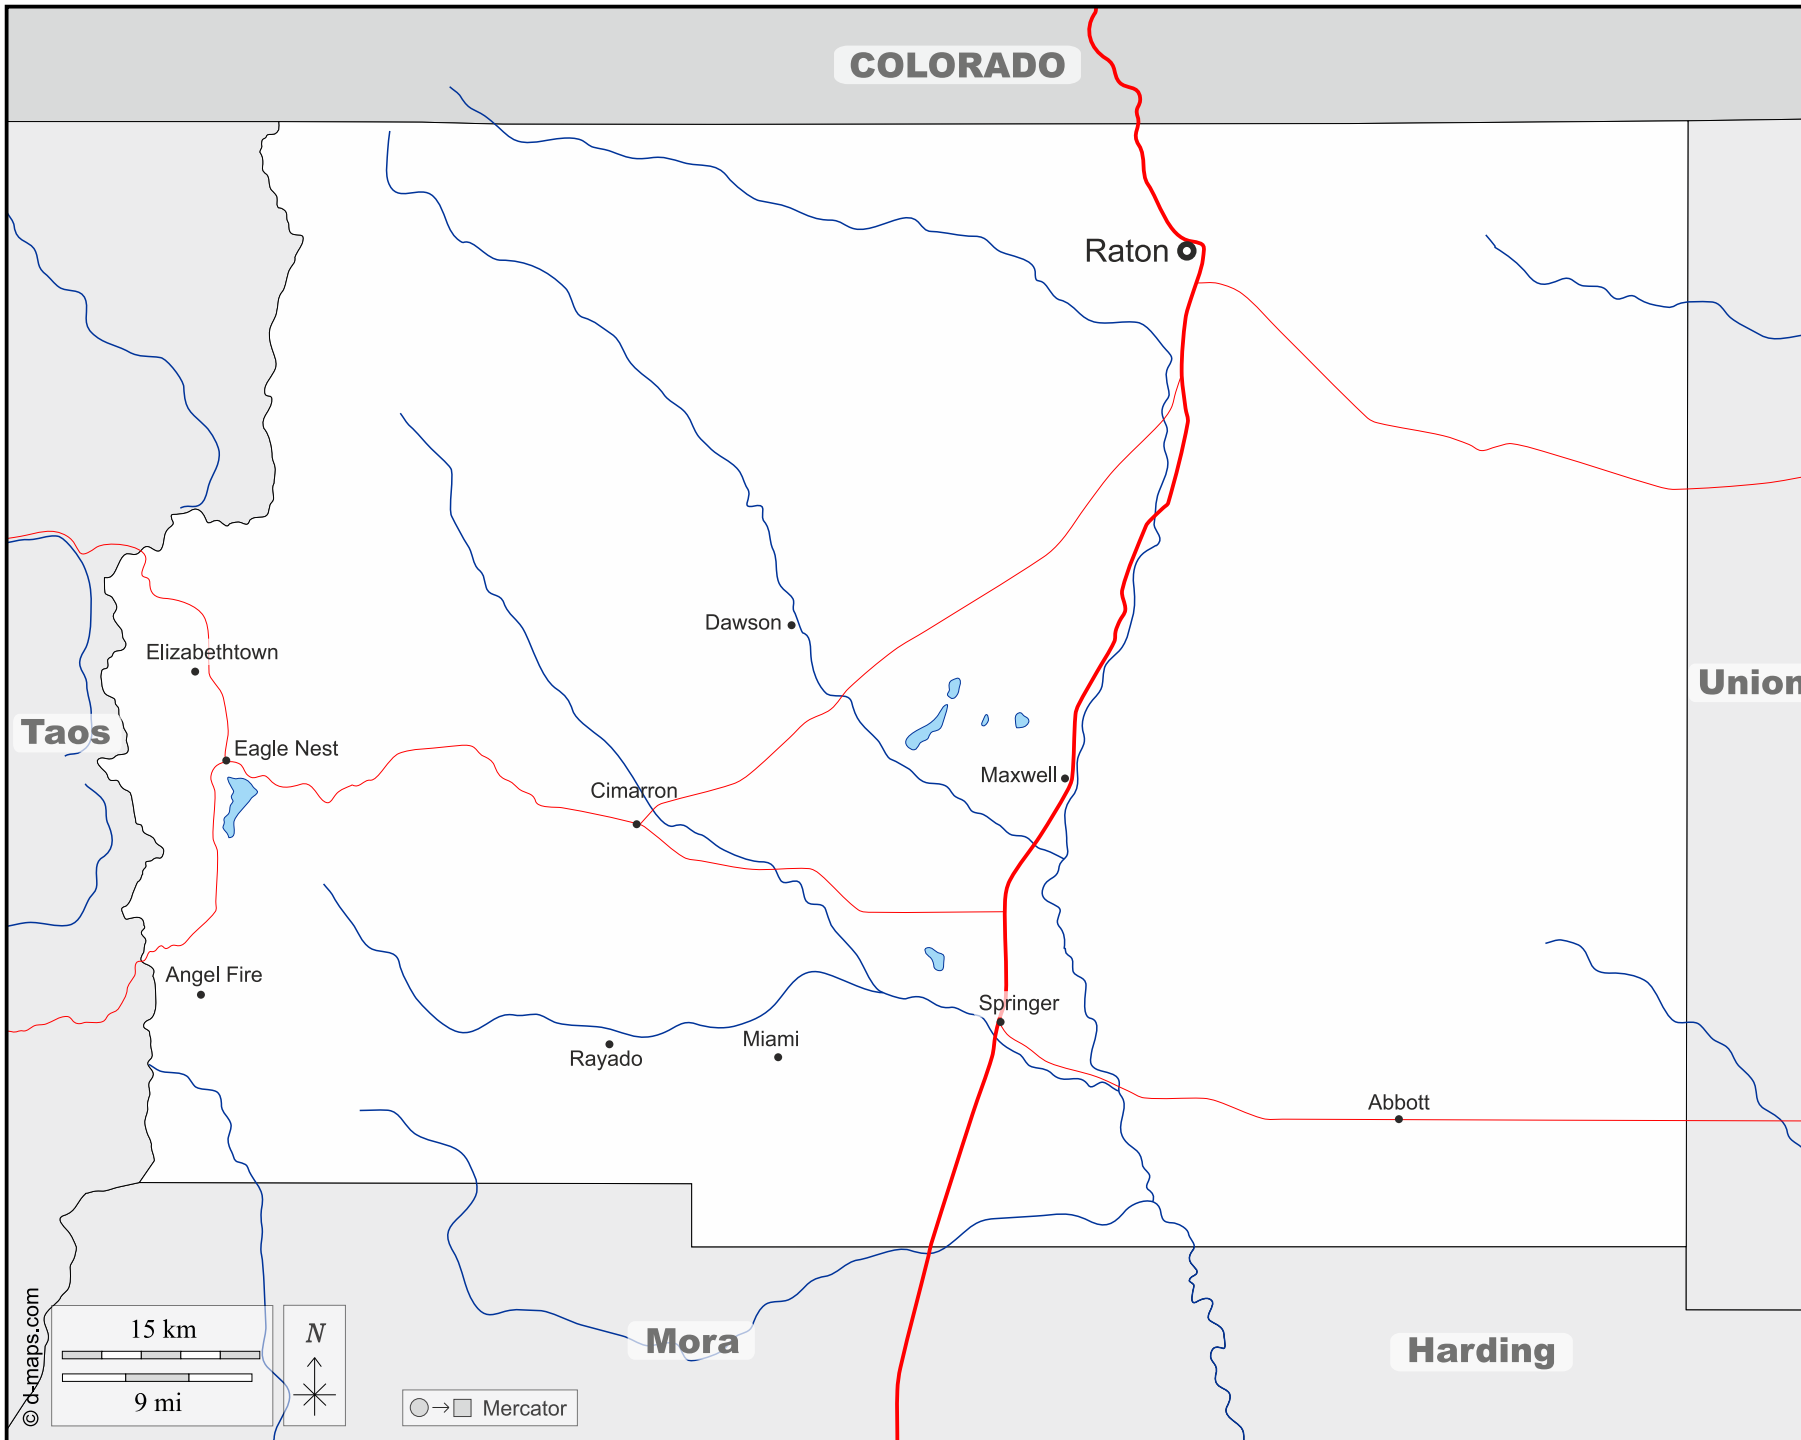 COLORADO
Raton
Dawson
Elizabethtown
Union
Taos
Eagle Nest
Maxwell
Cimarron
Angel Fire
Springer
Miami
Rayado
Abbott
© d-maps.com
15 km
9 mi
N
Mora
Harding
Mercator